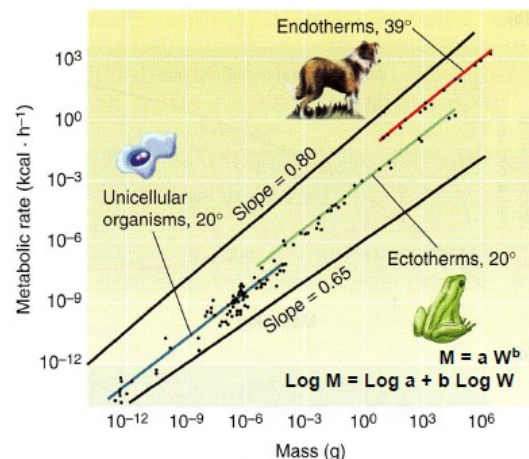 Endotherms, 39°
10³
10⁰
10⁻³
10⁻⁶
10⁻⁹
10⁻¹²
Metabolic rate (kcal · h⁻¹)
Unicellular
organisms, 20°
Slope = 0.80
Slope = 0.65
Ectotherms, 20°
M = a Wᵇ
Log M = Log a + b Log W
10⁻¹² 10⁻⁹ 10⁻⁶ 10⁻³ 10⁰ 10³ 10⁶
Mass (g)